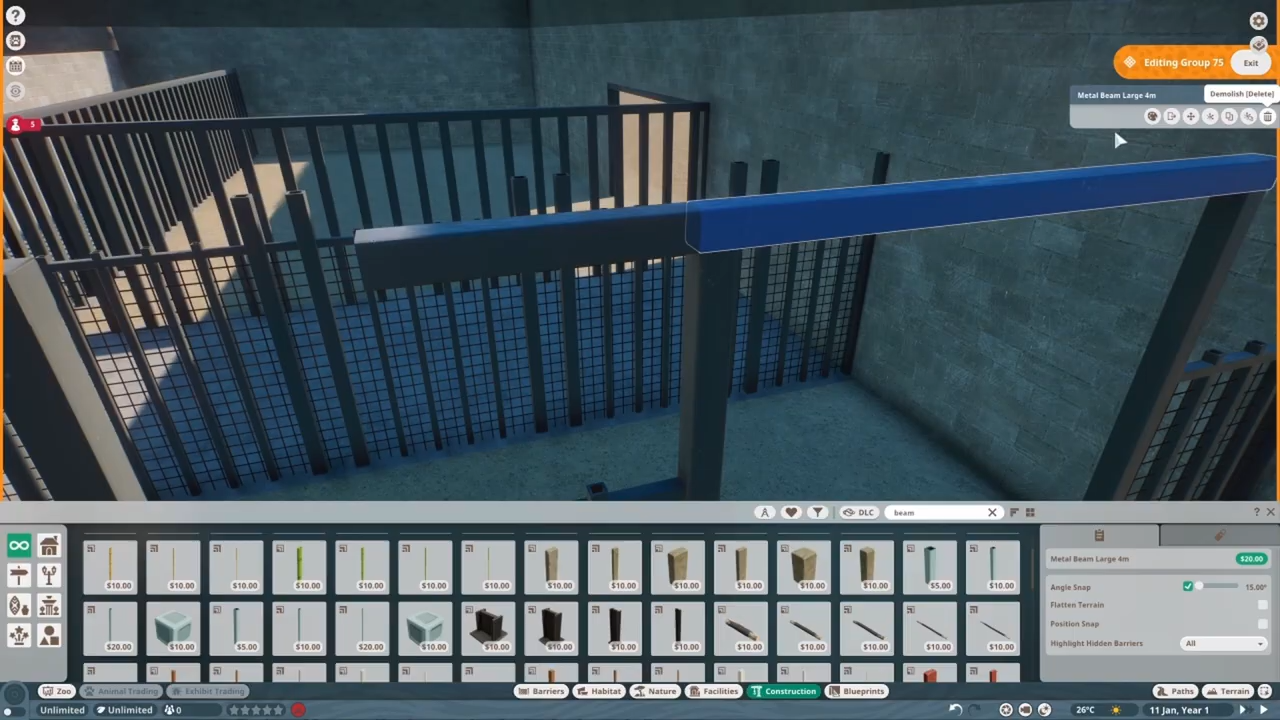 ?
Editing Group 75 Exit
Metal Beam Large 4m
Demolish [Delete]
5
DLC beam
? 
Metal Beam Large 4m $20.00
Angle Snap 15.00°
Flatten Terrain
Position Snap
Highlight Hidden Barriers All
$10.00 $10.00 $10.00 $10.00 $10.00 $10.00 $10.00 $10.00 $10.00 $10.00 $10.00 $10.00 $10.00 $5.00 $10.00
$20.00 $10.00 $5.00 $10.00 $20.00 $10.00 $10.00 $10.00 $10.00 $10.00 $10.00 $10.00 $10.00 $10.00 $10.00
Zoo Animal Trading Exhibit Trading Barriers Habitat Nature Facilities Construction Blueprints Paths Terrain
Unlimited Unlimited 0 26°C 11 Jan, Year 1